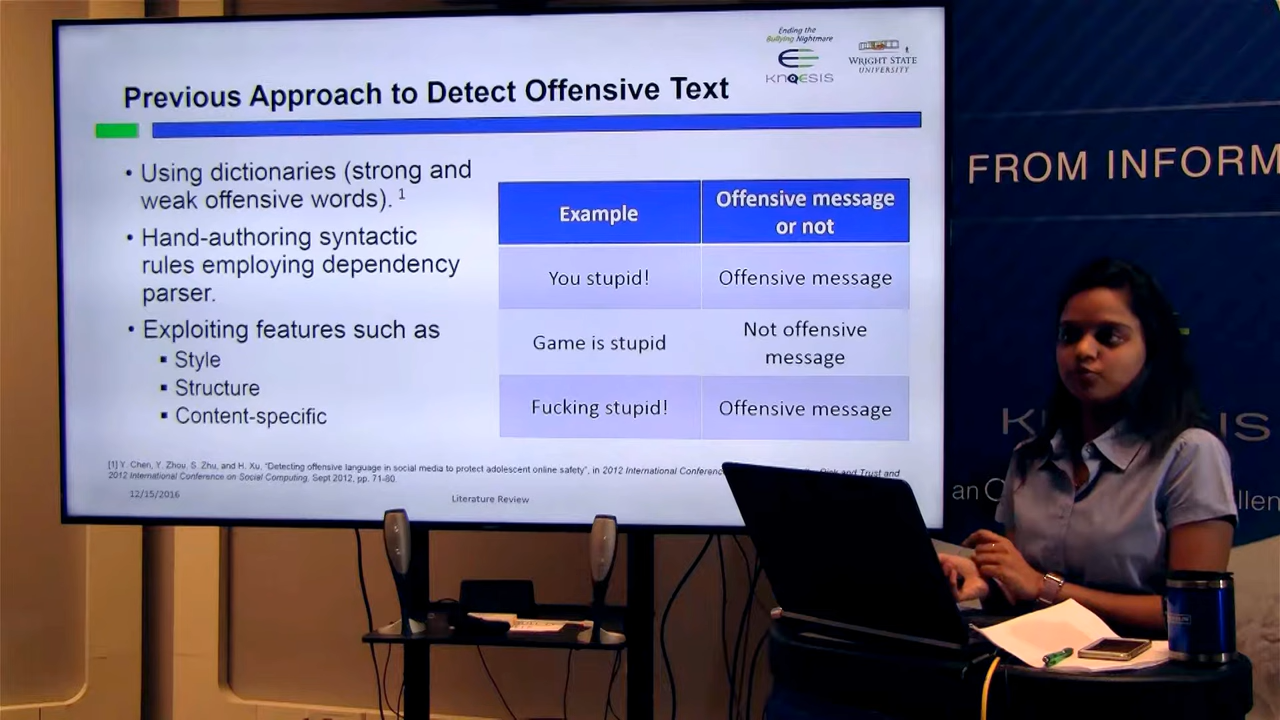 Ending the
Bullying Nightmare
KNOESIS
WRIGHT STATE
UNIVERSITY
Previous Approach to Detect Offensive Text
• Using dictionaries (strong and
weak offensive words). 1
• Hand-authoring syntactic
rules employing dependency
parser.
• Exploiting features such as
▪ Style
▪ Structure
▪ Content-specific
Example
Offensive message
or not
You stupid!
Offensive message
Game is stupid
Not offensive
message
Fucking stupid!
Offensive message
[1] Y. Chen, Y. Zhou, S. Zhu, and H. Xu, "Detecting offensive language in social media to protect adolescent online safety", in 2012 International Conference Risk and Trust and
2012 International Conference on Social Computing, Sept 2012, pp. 71-80.
12/15/2016
Literature Review
FROM INFORM
IS
an